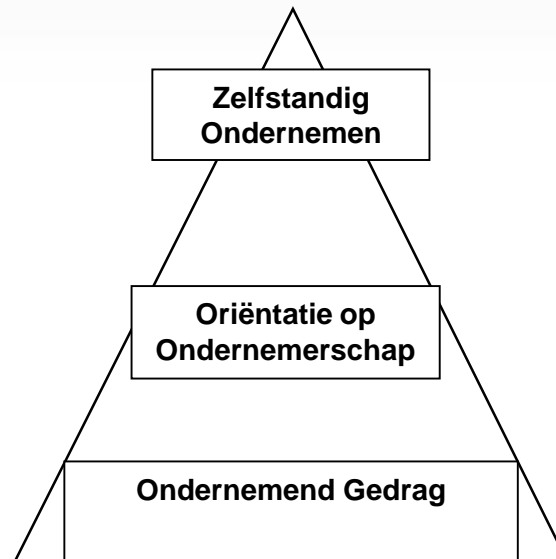 Zelfstandig
Ondernemen
Oriëntatie op
Ondernemerschap
Ondernemend Gedrag